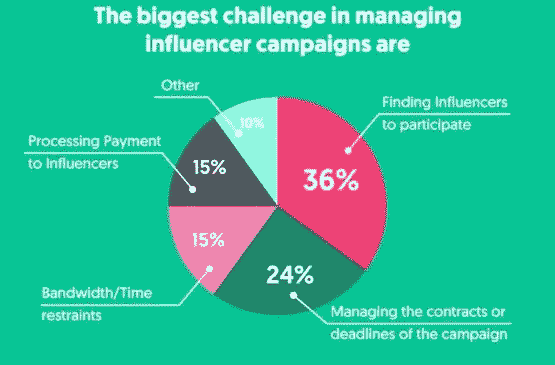 The biggest challenge in managing
influencer campaigns are
Other
10%
Finding Influencers
to participate
36%
Processing Payment
to Influencers
15%
15%
Bandwidth/Time
restraints
24%
Managing the contracts or
deadlines of the campaign